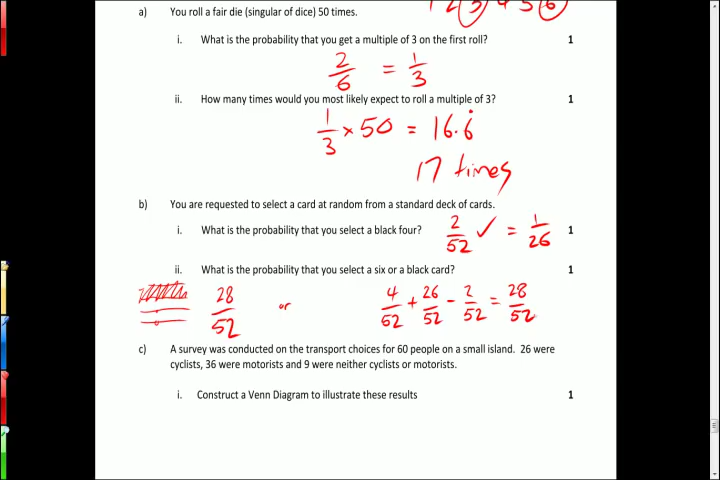 1 2 3 4 5 6
a) You roll a fair die (singular of dice) 50 times.
i. What is the probability that you get a multiple of 3 on the first roll? 1
2/6 = 1/3
ii. How many times would you most likely expect to roll a multiple of 3? 1
1/3 × 50 = 16.6̇
17 times
b) You are requested to select a card at random from a standard deck of cards.
i. What is the probability that you select a black four? 2/52 ✓ = 1/26 1
ii. What is the probability that you select a six or a black card? 1
28/52 or 4/52 + 26/52 - 2/52 = 28/52
c) A survey was conducted on the transport choices for 60 people on a small island. 26 were
cyclists, 36 were motorists and 9 were neither cyclists or motorists.
i. Construct a Venn Diagram to illustrate these results 1